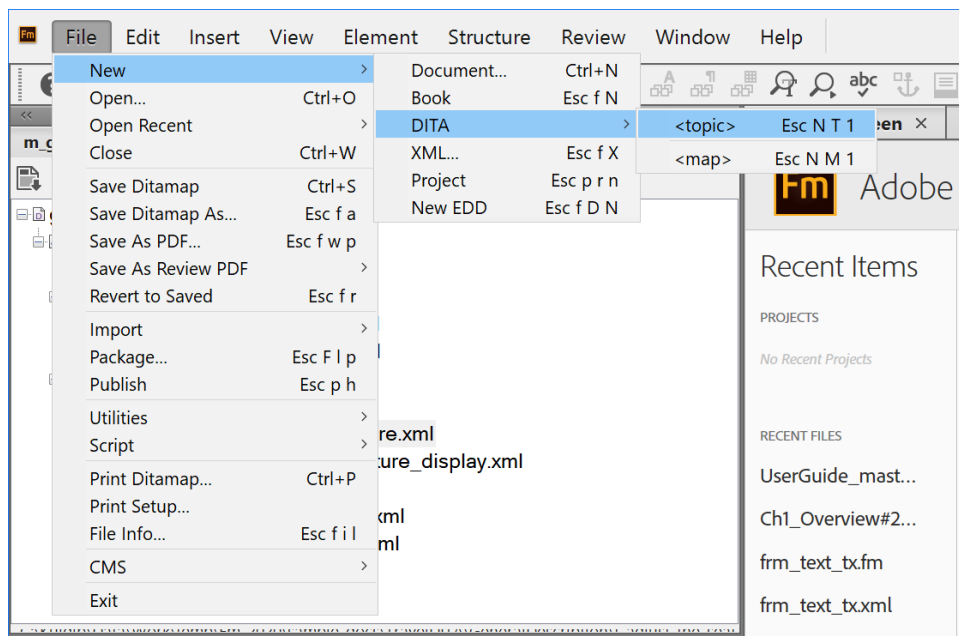 Fm File Edit Insert View Element Structure Review Window Help
New
Open... Ctrl+O
Open Recent
Close Ctrl+W
Save Ditamap Ctrl+S
Save Ditamap As... Esc f a
Save As PDF... Esc f w p
Save As Review PDF
Revert to Saved Esc f r
Import
Package... Esc F l p
Publish Esc p h
Utilities
Script
Print Ditamap... Ctrl+P
Print Setup...
File Info... Esc f i l
CMS
Exit
Document... Ctrl+N
Book Esc f N
DITA
XML... Esc f X
Project Esc p r n
New EDD Esc f D N
<topic> Esc N T 1
<map> Esc N M 1
abc
een
m_g
re.xml
ture_display.xml
xml
ml
Fm Adobe
Recent Items
PROJECTS
No Recent Projects
RECENT FILES
UserGuide_mast...
Ch1_Overview#2...
frm_text_tx.fm
frm_text_tx.xml